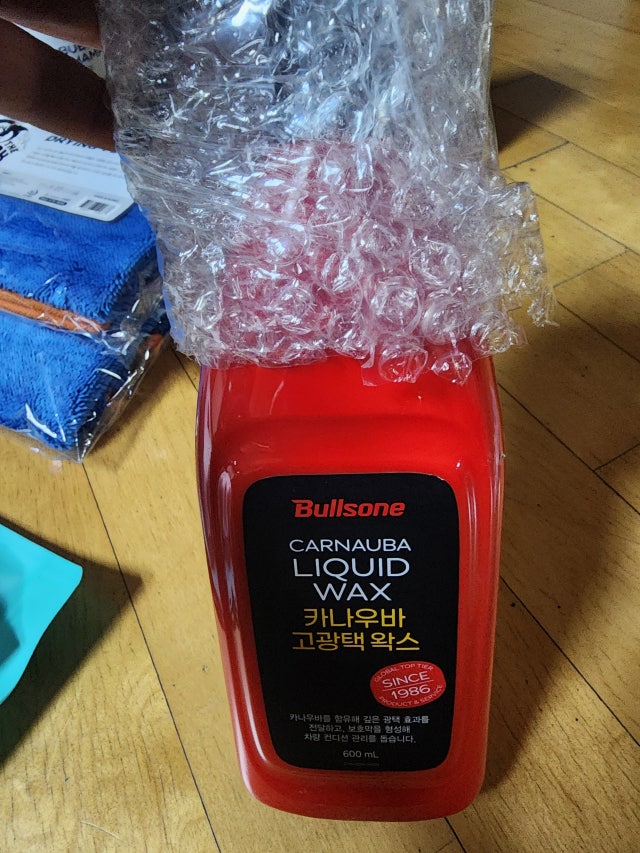 DRYING
Bullsone
CARNAUBA
LIQUID
WAX
카나우바
고광택 왁스
GLOBAL TOP TIER
SINCE
1986
PRODUCT & SERVICE
카나우바를 함유해 깊은 광택 효과를
전달하고, 보호막을 형성해
차량 컨디션 관리를 돕습니다.
600 mL